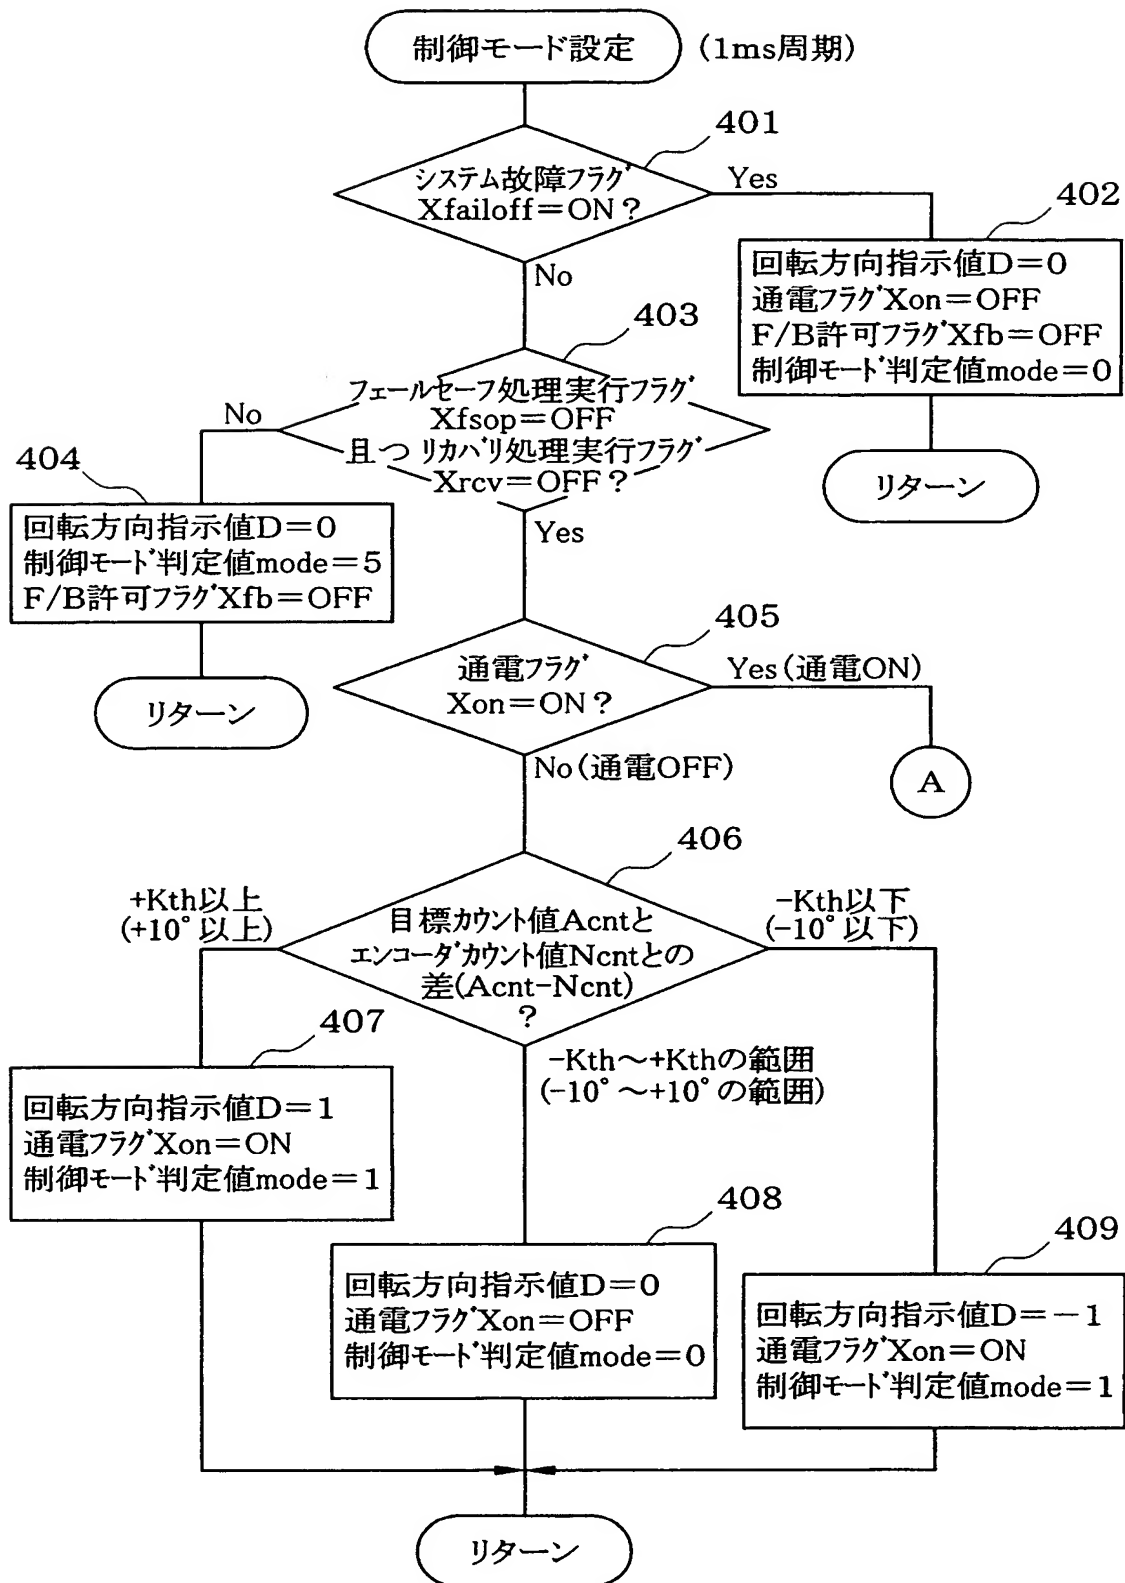 制御モード設定
(1ms周期)
401
システム故障フラグ
Xfailoff=ON?
Yes
No
402
回転方向指示値D=0
通電フラグXon=OFF
F/B許可フラグXfb=OFF
制御モード判定値mode=0
リターン
403
フェールセーフ処理実行フラグ
Xfsop=OFF
且つ リカバリ処理実行フラグ
Xrcv=OFF?
No
Yes
404
回転方向指示値D=0
制御モード判定値mode=5
F/B許可フラグXfb=OFF
リターン
405
通電フラグ
Xon=ON?
Yes(通電ON)
A
No(通電OFF)
406
目標カウント値Acntと
エンコーダカウント値Ncntとの
差(Acnt-Ncnt)
?
+Kth以上
(+10°以上)
-Kth以下
(-10°以下)
-Kth～+Kthの範囲
(-10°～+10°の範囲)
407
回転方向指示値D=1
通電フラグXon=ON
制御モード判定値mode=1
408
回転方向指示値D=0
通電フラグXon=OFF
制御モード判定値mode=0
409
回転方向指示値D=-1
通電フラグXon=ON
制御モード判定値mode=1
リターン